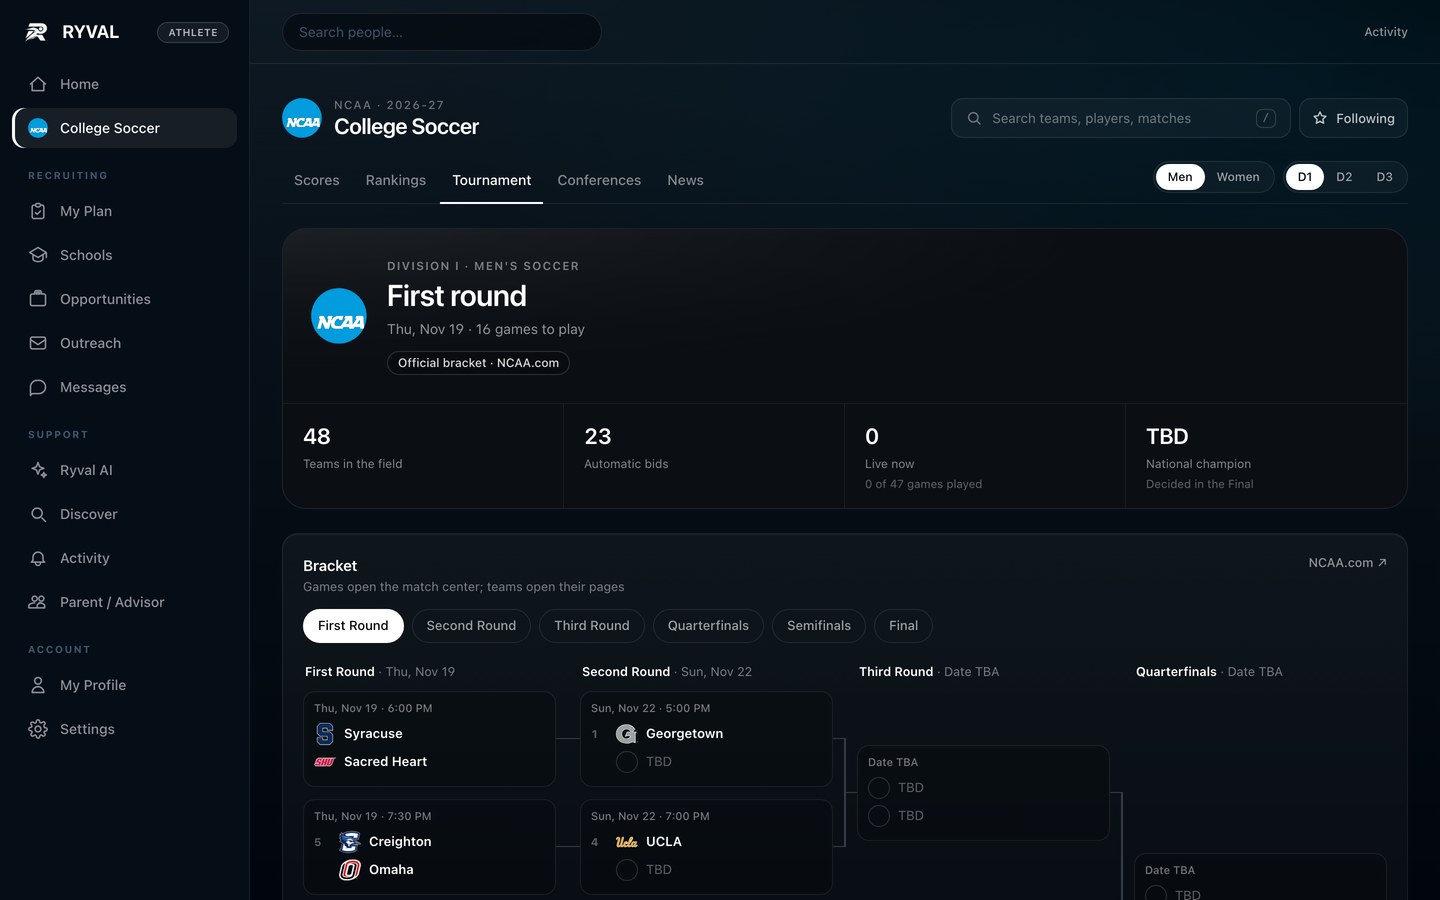 RYVAL
ATHLETE
Search people...
Activity
Home
NCAA
College Soccer
RECRUITING
My Plan
Schools
Opportunities
Outreach
Messages
SUPPORT
Ryval AI
Discover
Activity
Parent / Advisor
ACCOUNT
My Profile
Settings
NCAA
NCAA · 2026-27
College Soccer
Search teams, players, matches
/
Following
Scores
Rankings
Tournament
Conferences
News
Men
Women
D1
D2
D3
NCAA
DIVISION I · MEN'S SOCCER
First round
Thu, Nov 19 · 16 games to play
Official bracket · NCAA.com
48
Teams in the field
23
Automatic bids
0
Live now
0 of 47 games played
TBD
National champion
Decided in the Final
Bracket
Games open the match center; teams open their pages
NCAA.com ↗
First Round
Second Round
Third Round
Quarterfinals
Semifinals
Final
First Round · Thu, Nov 19
Second Round · Sun, Nov 22
Third Round · Date TBA
Quarterfinals · Date TBA
Thu, Nov 19 · 6:00 PM
S Syracuse
SHU Sacred Heart
Thu, Nov 19 · 7:30 PM
5 Creighton
O Omaha
Sun, Nov 22 · 5:00 PM
1 G Georgetown
TBD
Sun, Nov 22 · 7:00 PM
4 Ucla UCLA
TBD
Date TBA
TBD
TBD
Date TBA
TBD